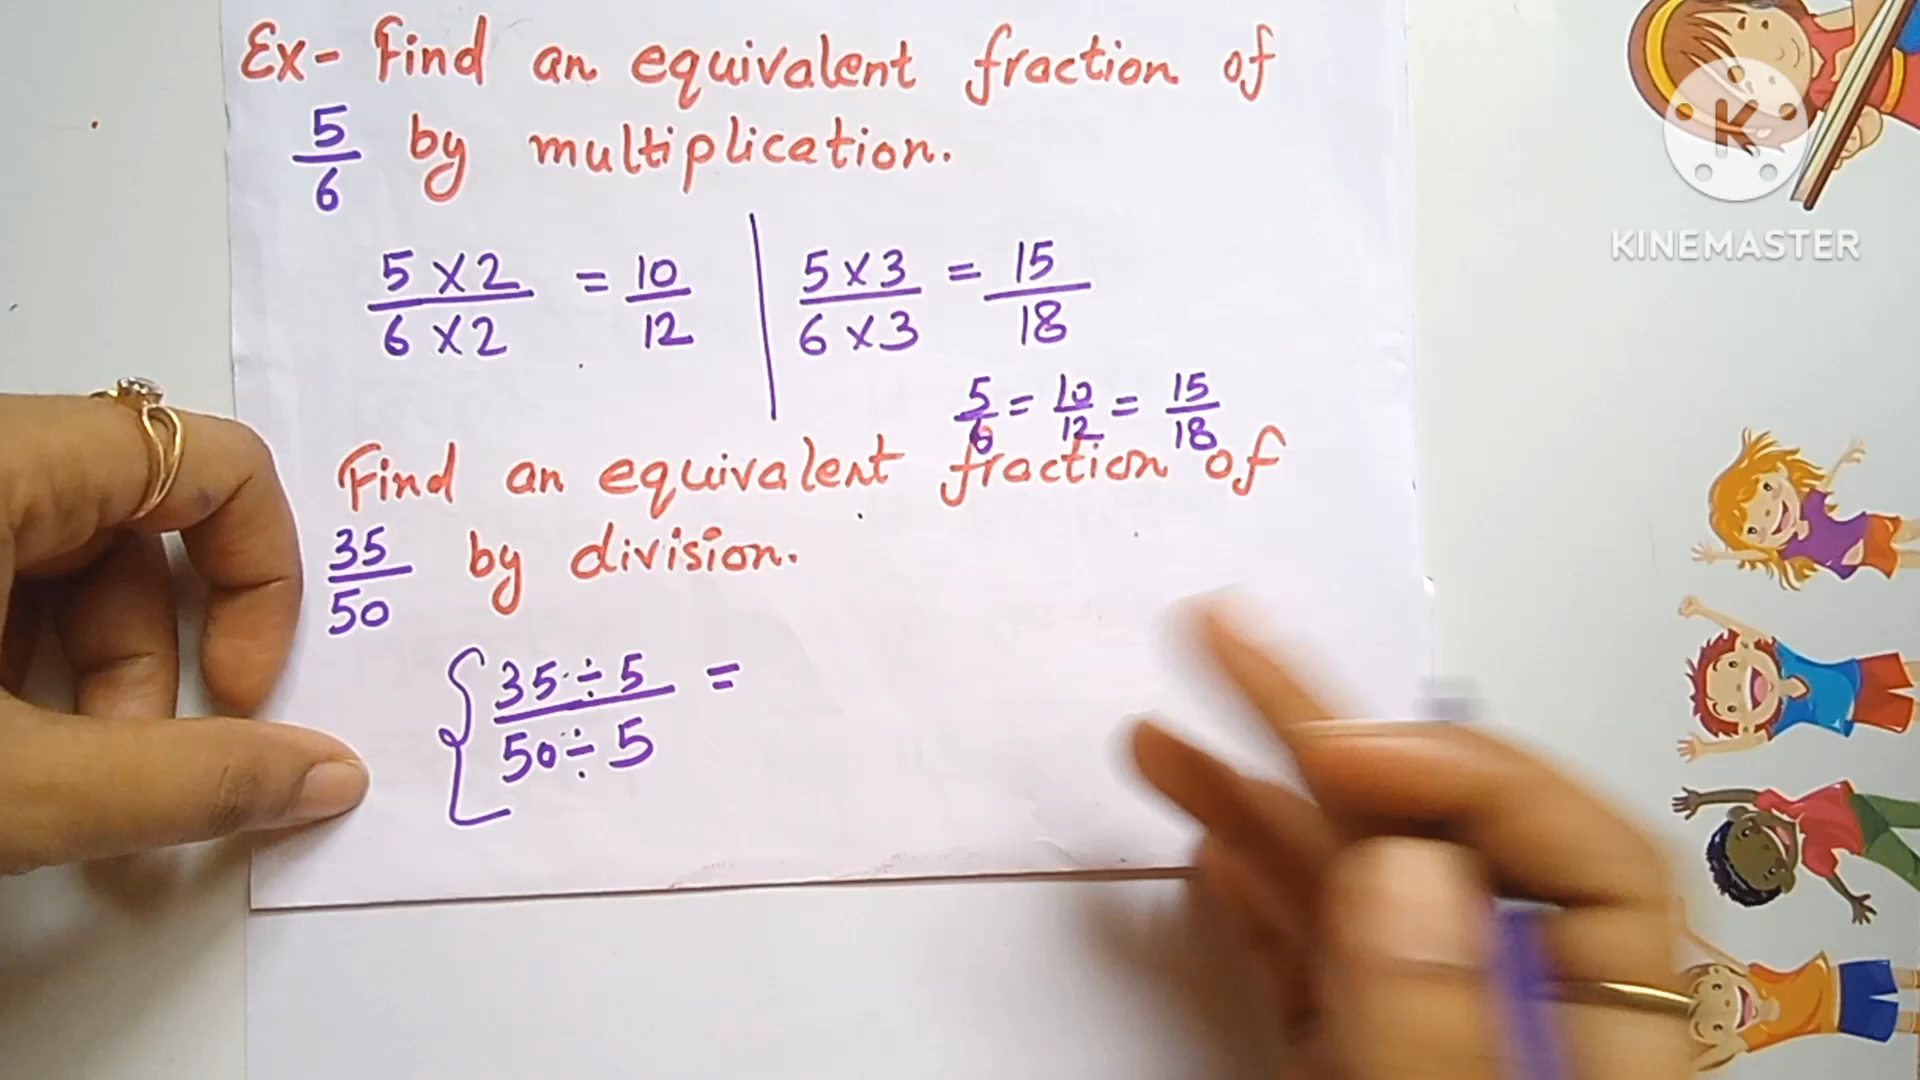 Ex- Find an equivalent fraction of
5/6 by multiplication.
5 x 2 / 6 x 2 = 10/12 | 5 x 3 / 6 x 3 = 15/18
5/6 = 10/12 = 15/18
Find an equivalent fraction of
35/50 by division.
35 ÷ 5 / 50 ÷ 5 =
K
KINEMASTER